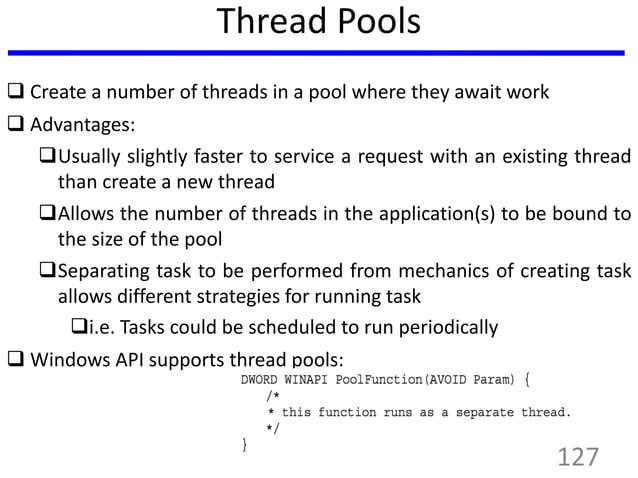 Thread Pools
❑ Create a number of threads in a pool where they await work
❑ Advantages:
❑Usually slightly faster to service a request with an existing thread
than create a new thread
❑Allows the number of threads in the application(s) to be bound to
the size of the pool
❑Separating task to be performed from mechanics of creating task
allows different strategies for running task
❑i.e. Tasks could be scheduled to run periodically
❑ Windows API supports thread pools:
DWORD WINAPI PoolFunction(AVOID Param) {
/*
* this function runs as a separate thread.
*/
}
127